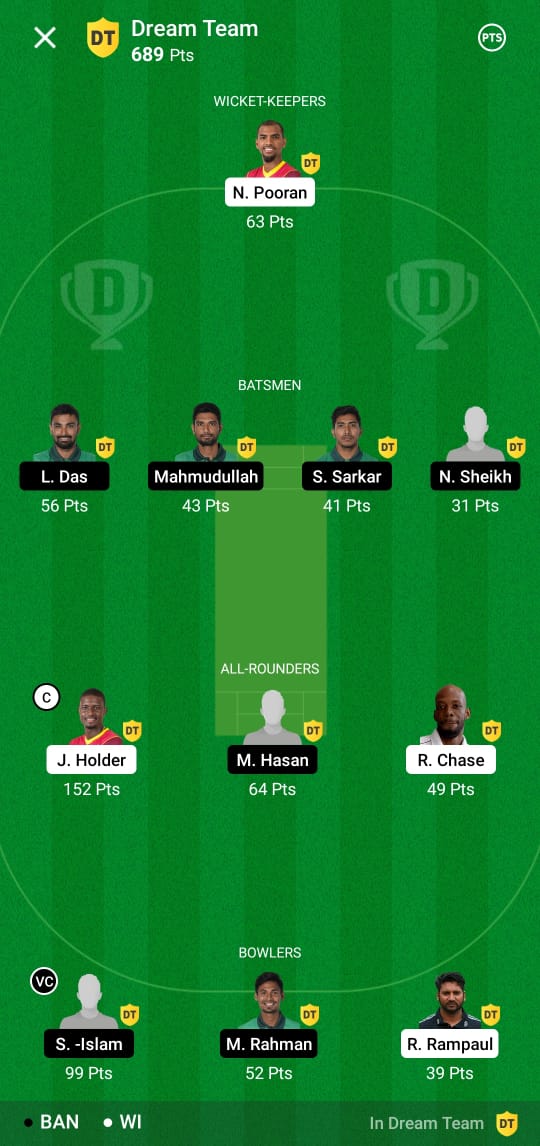 DT Dream Team PTS
689 Pts
WICKET-KEEPERS
DT
N. Pooran
63 Pts
D D
BATSMEN
DT DT DT DT
L. Das Mahmudullah S. Sarkar N. Sheikh
56 Pts 43 Pts 41 Pts 31 Pts
ALL-ROUNDERS
C DT DT DT
J. Holder M. Hasan R. Chase
152 Pts 64 Pts 49 Pts
BOWLERS
VC DT DT DT
S. -Islam M. Rahman R. Rampaul
99 Pts 52 Pts 39 Pts
BAN WI In Dream Team DT